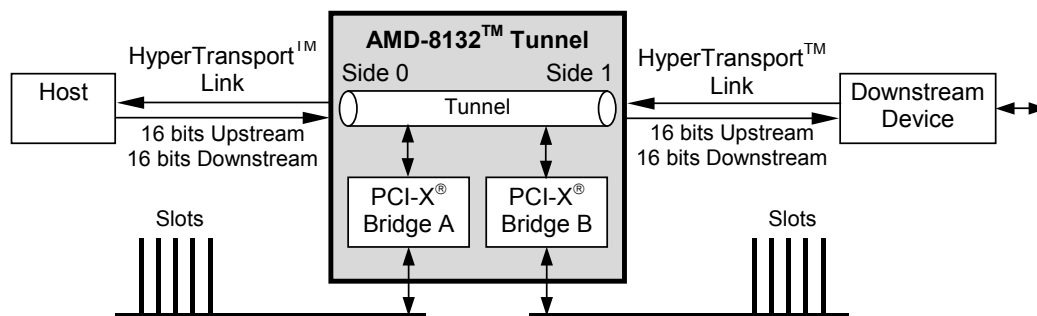 AMD-8132™ Tunnel
HyperTransport™
Link
Side 0
Side 1
HyperTransport™
Link
Host
Tunnel
Downstream
Device
16 bits Upstream
16 bits Downstream
16 bits Upstream
16 bits Downstream
PCI-X®
Bridge A
PCI-X®
Bridge B
Slots
Slots